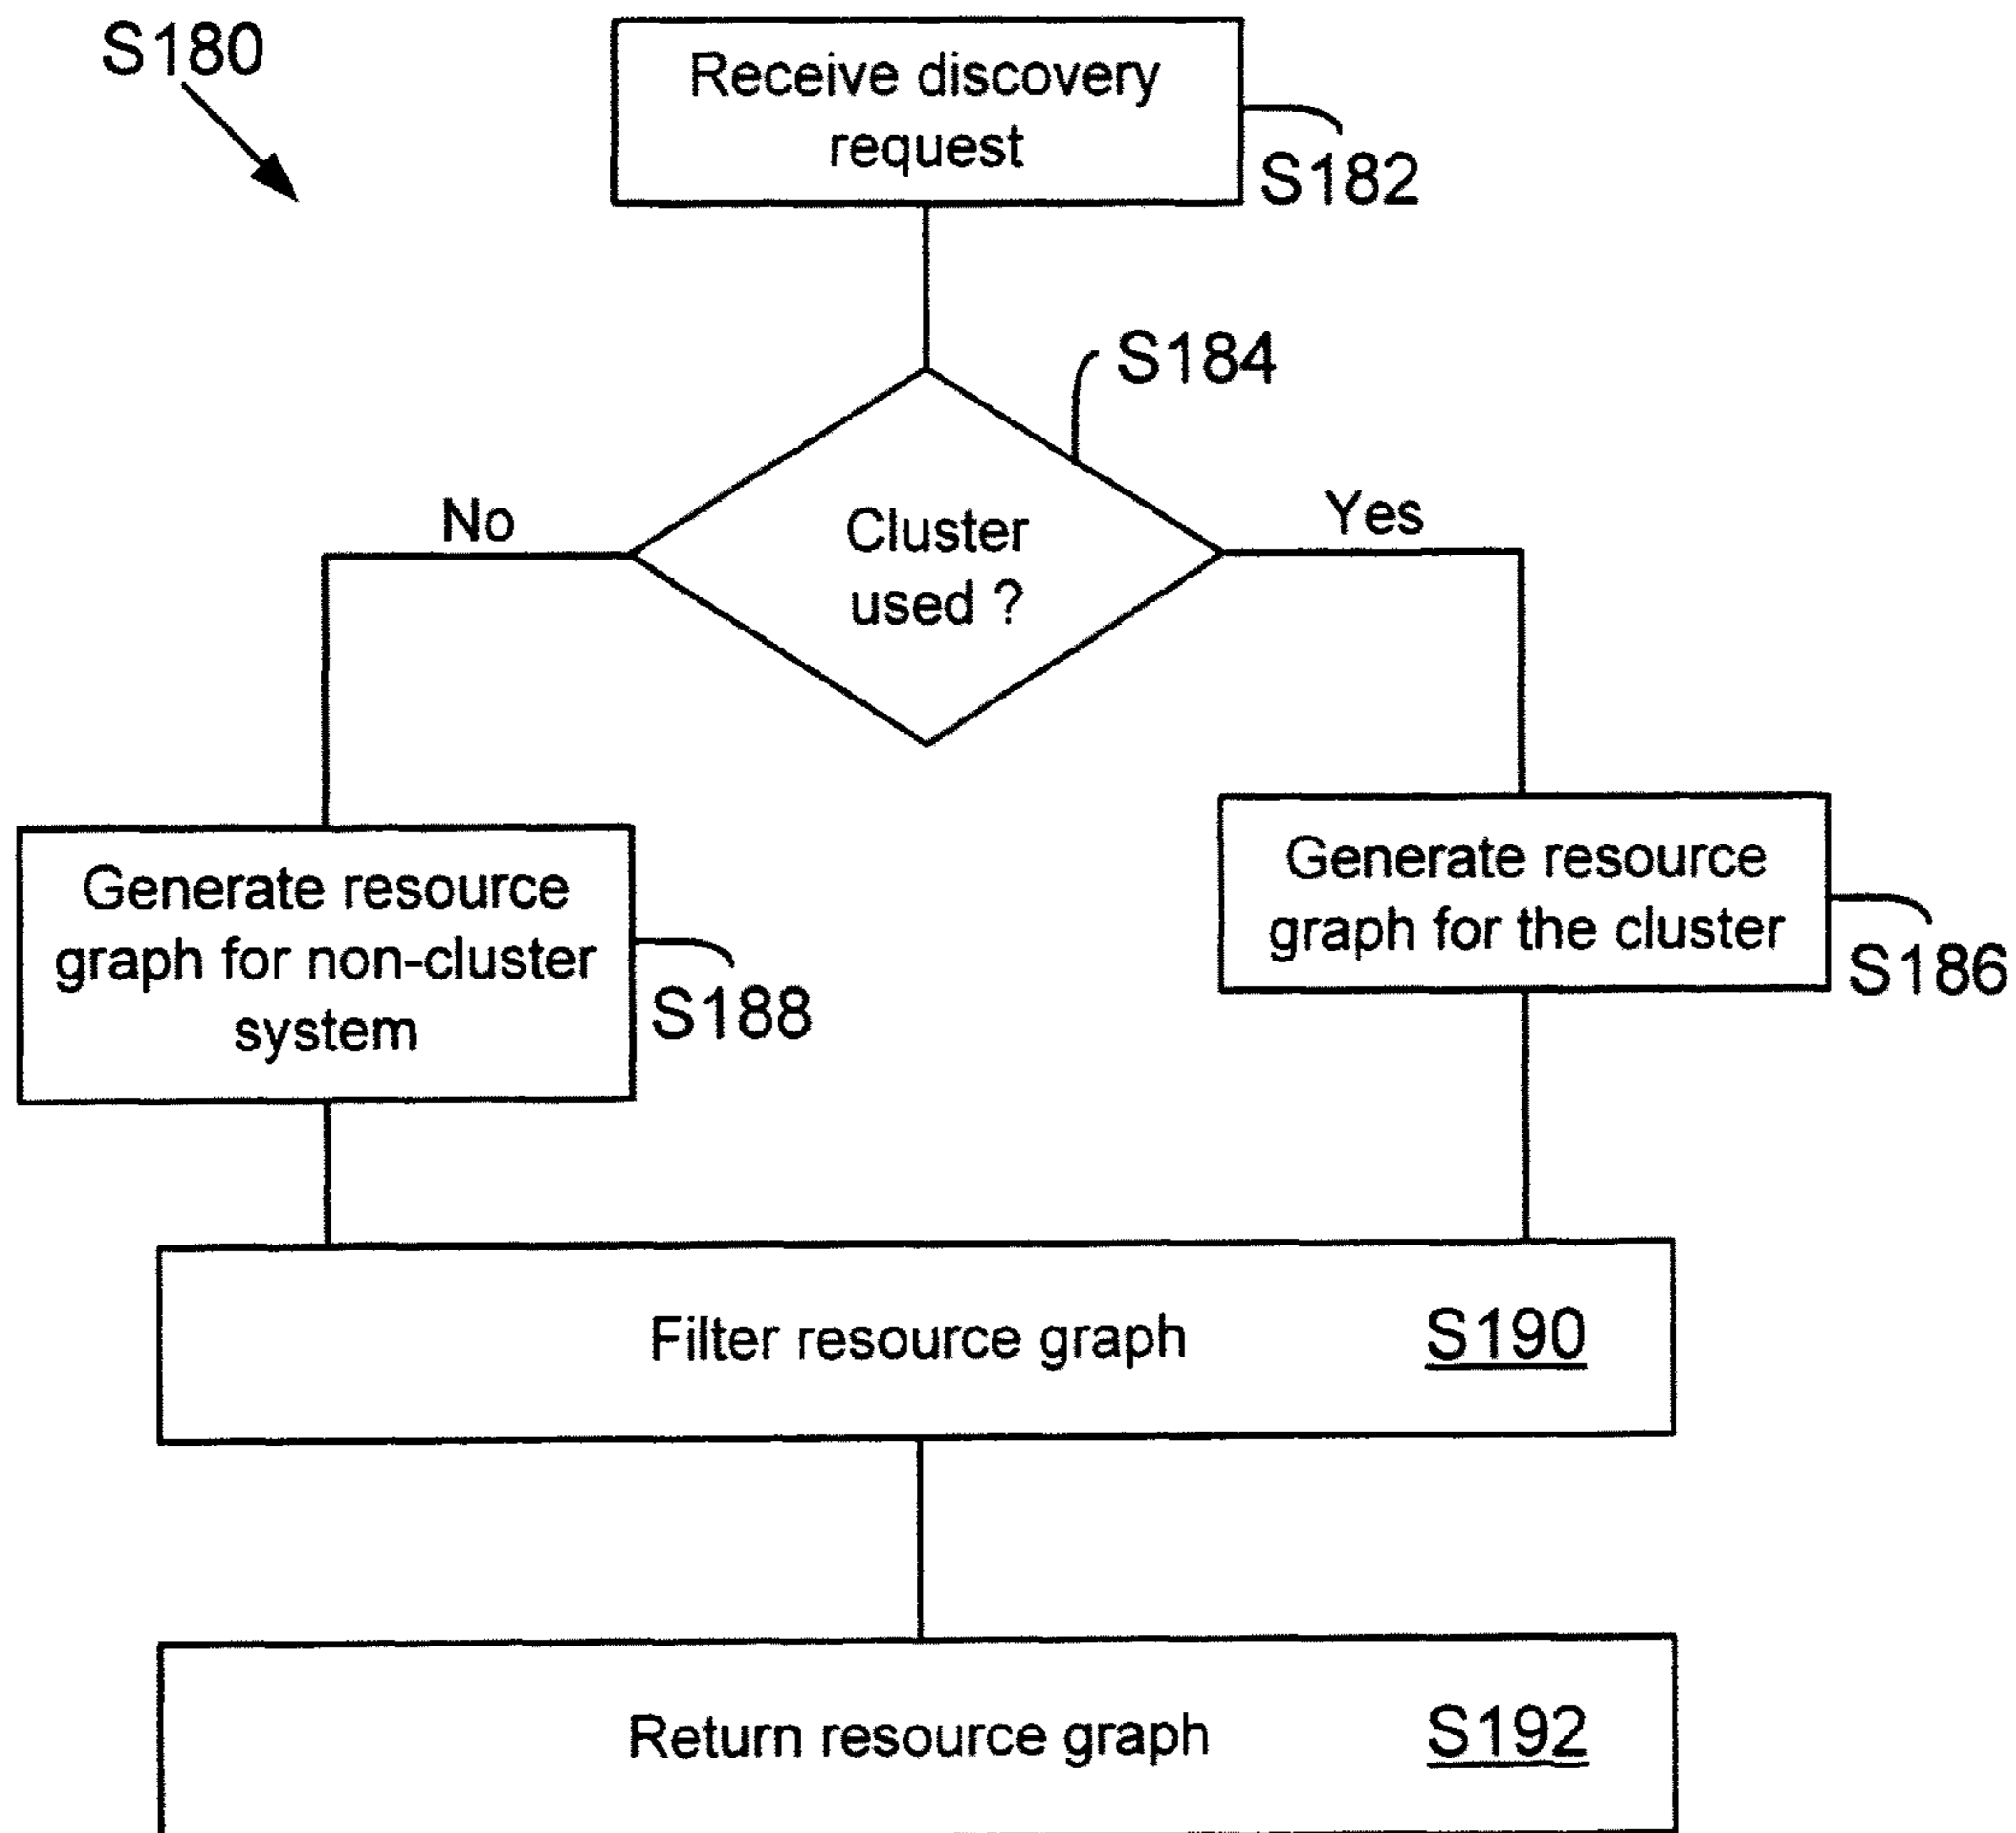 S180
Receive discovery
request
S182
S184
No
Cluster
used ?
Yes
Generate resource
graph for non-cluster
system
S188
Generate resource
graph for the cluster
S186
Filter resource graph S190
Return resource graph S192